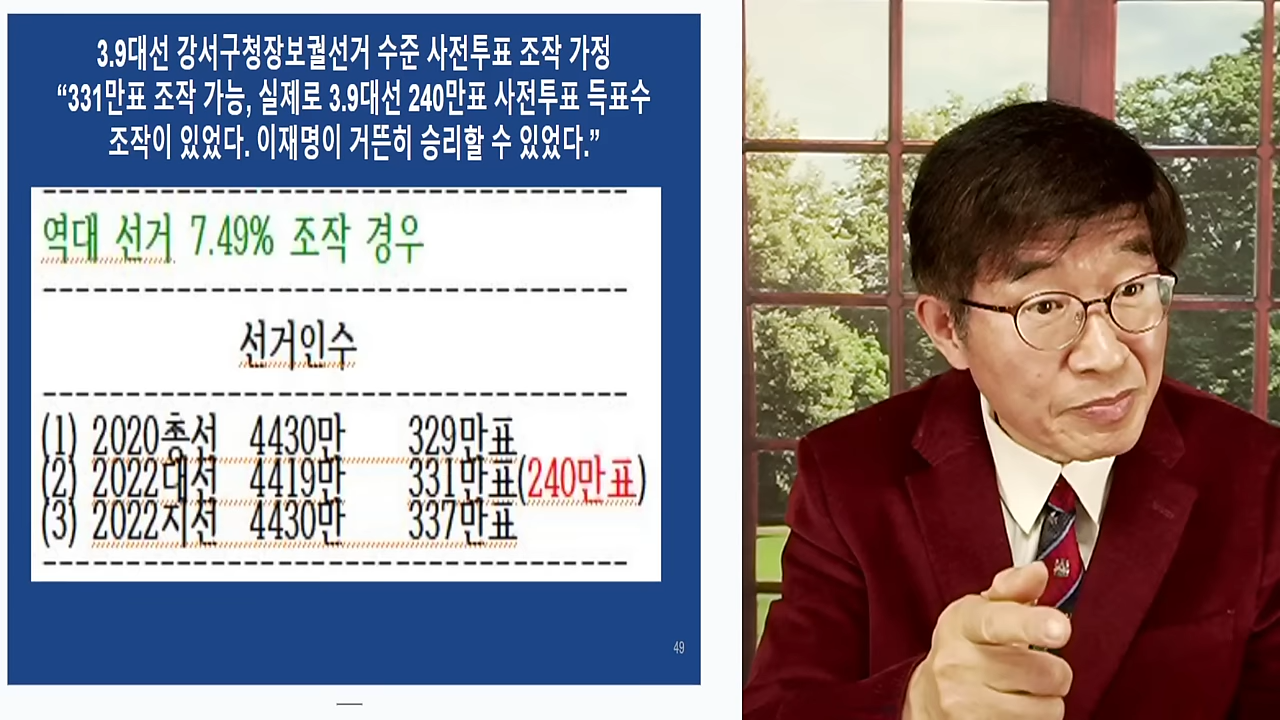 3.9대선 강서구청장보궐선거 수준 사전투표 조작 가정
“331만표 조작 가능, 실제로 3.9대선 240만표 사전투표 득표수
조작이 있었다. 이재명이 거뜬히 승리할 수 있었다.”
역대 선거 7.49% 조작 경우
선거인수
(1) 2020총선 4430만 329만표
(2) 2022대선 4419만 331만표(240만표)
(3) 2022지선 4430만 337만표
49